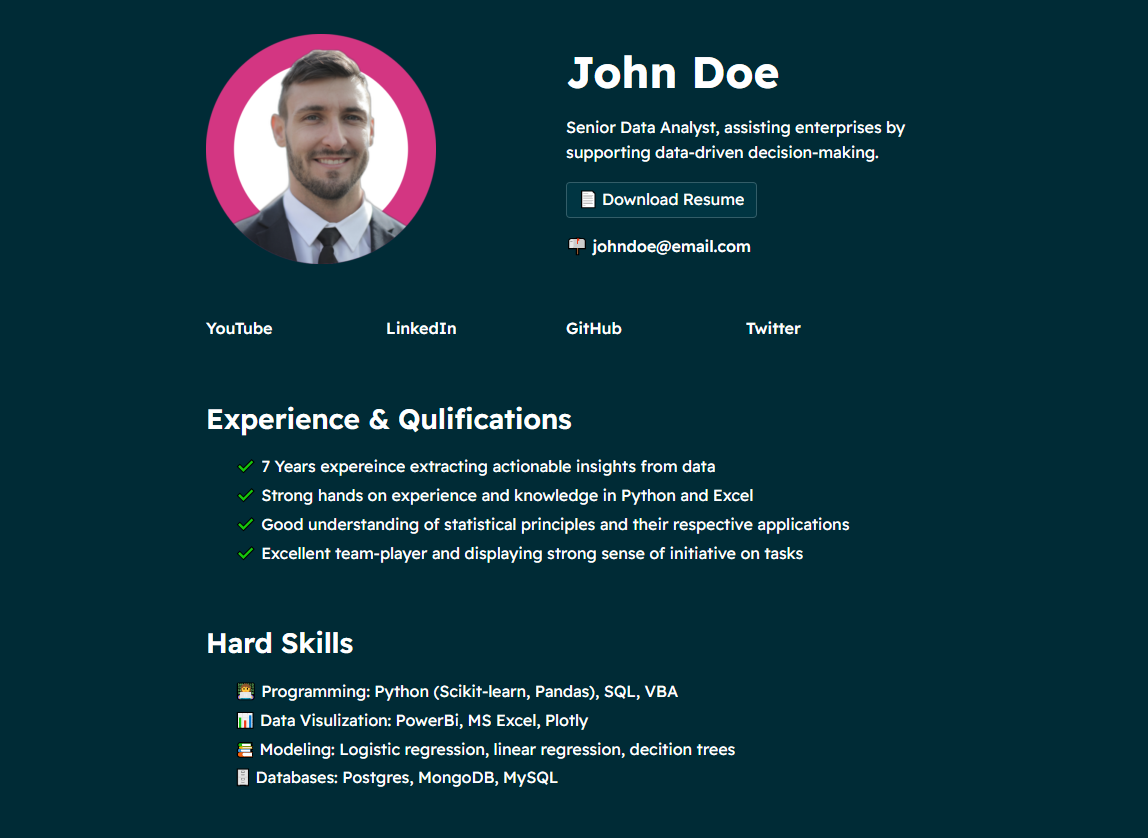 John Doe
Senior Data Analyst, assisting enterprises by
supporting data-driven decision-making.
Download Resume
johndoe@email.com
YouTube LinkedIn GitHub Twitter
Experience & Qulifications
7 Years expereince extracting actionable insights from data
Strong hands on experience and knowledge in Python and Excel
Good understanding of statistical principles and their respective applications
Excellent team-player and displaying strong sense of initiative on tasks
Hard Skills
Programming: Python (Scikit-learn, Pandas), SQL, VBA
Data Visulization: PowerBi, MS Excel, Plotly
Modeling: Logistic regression, linear regression, decition trees
Databases: Postgres, MongoDB, MySQL